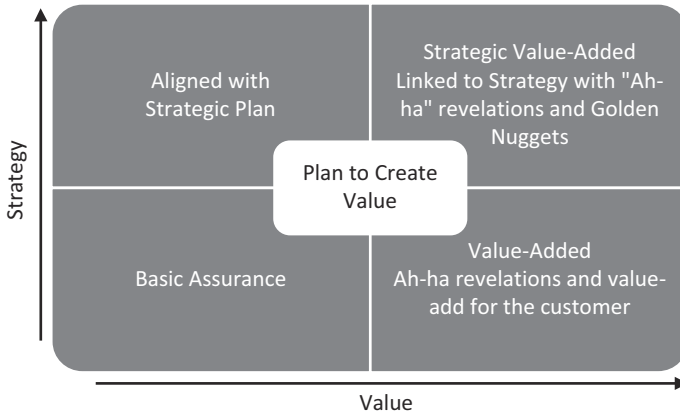 Aligned with
Strategic Plan
Strategic Value-Added
Linked to Strategy with "Ah-
ha" revelations and Golden
Nuggets
Plan to Create
Value
Strategy
Basic Assurance
Value-Added
Ah-ha revelations and value-
add for the customer
Value